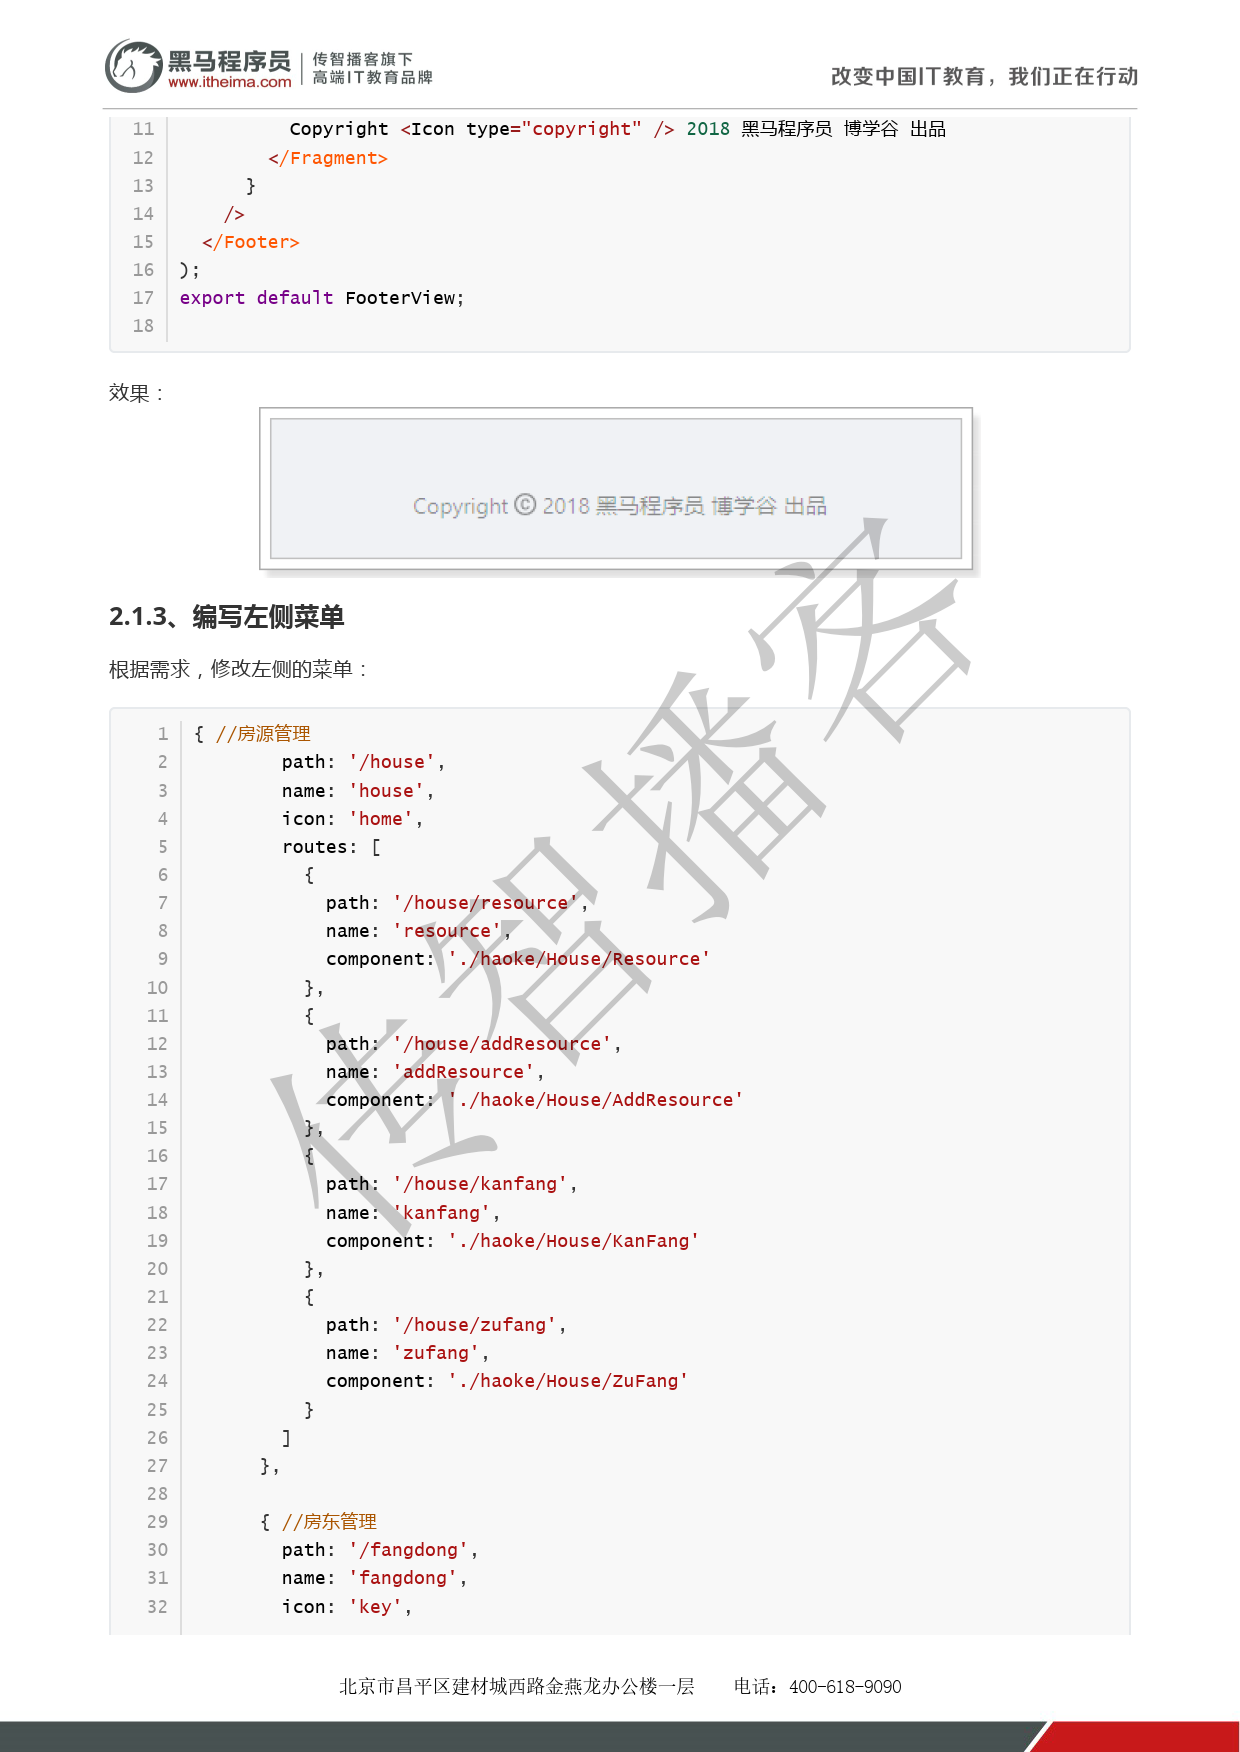 黑马程序员
www.itheima.com
传智播客旗下
高端IT教育品牌
改变中国IT教育，我们正在行动
11          Copyright <Icon type="copyright" /> 2018 黑马程序员 博学谷 出品
12        </Fragment>
13      }
14    />
15  </Footer>
16 );
17 export default FooterView;
18
效果：
Copyright © 2018 黑马程序员 博学谷 出品
2.1.3、编写左侧菜单
根据需求，修改左侧的菜单：
1 { //房源管理
2        path: '/house',
3        name: 'house',
4        icon: 'home',
5        routes: [
6          {
7            path: '/house/resource',
8            name: 'resource',
9            component: './haoke/House/Resource'
10          },
11          {
12            path: '/house/addResource',
13            name: 'addResource',
14            component: './haoke/House/AddResource'
15          },
16          {
17            path: '/house/kanfang',
18            name: 'kanfang',
19            component: './haoke/House/KanFang'
20          },
21          {
22            path: '/house/zufang',
23            name: 'zufang',
24            component: './haoke/House/ZuFang'
25          }
26        ]
27      },
28
29      { //房东管理
30        path: '/fangdong',
31        name: 'fangdong',
32        icon: 'key',
传智播客
北京市昌平区建材城西路金燕龙办公楼一层    电话：400-618-9090